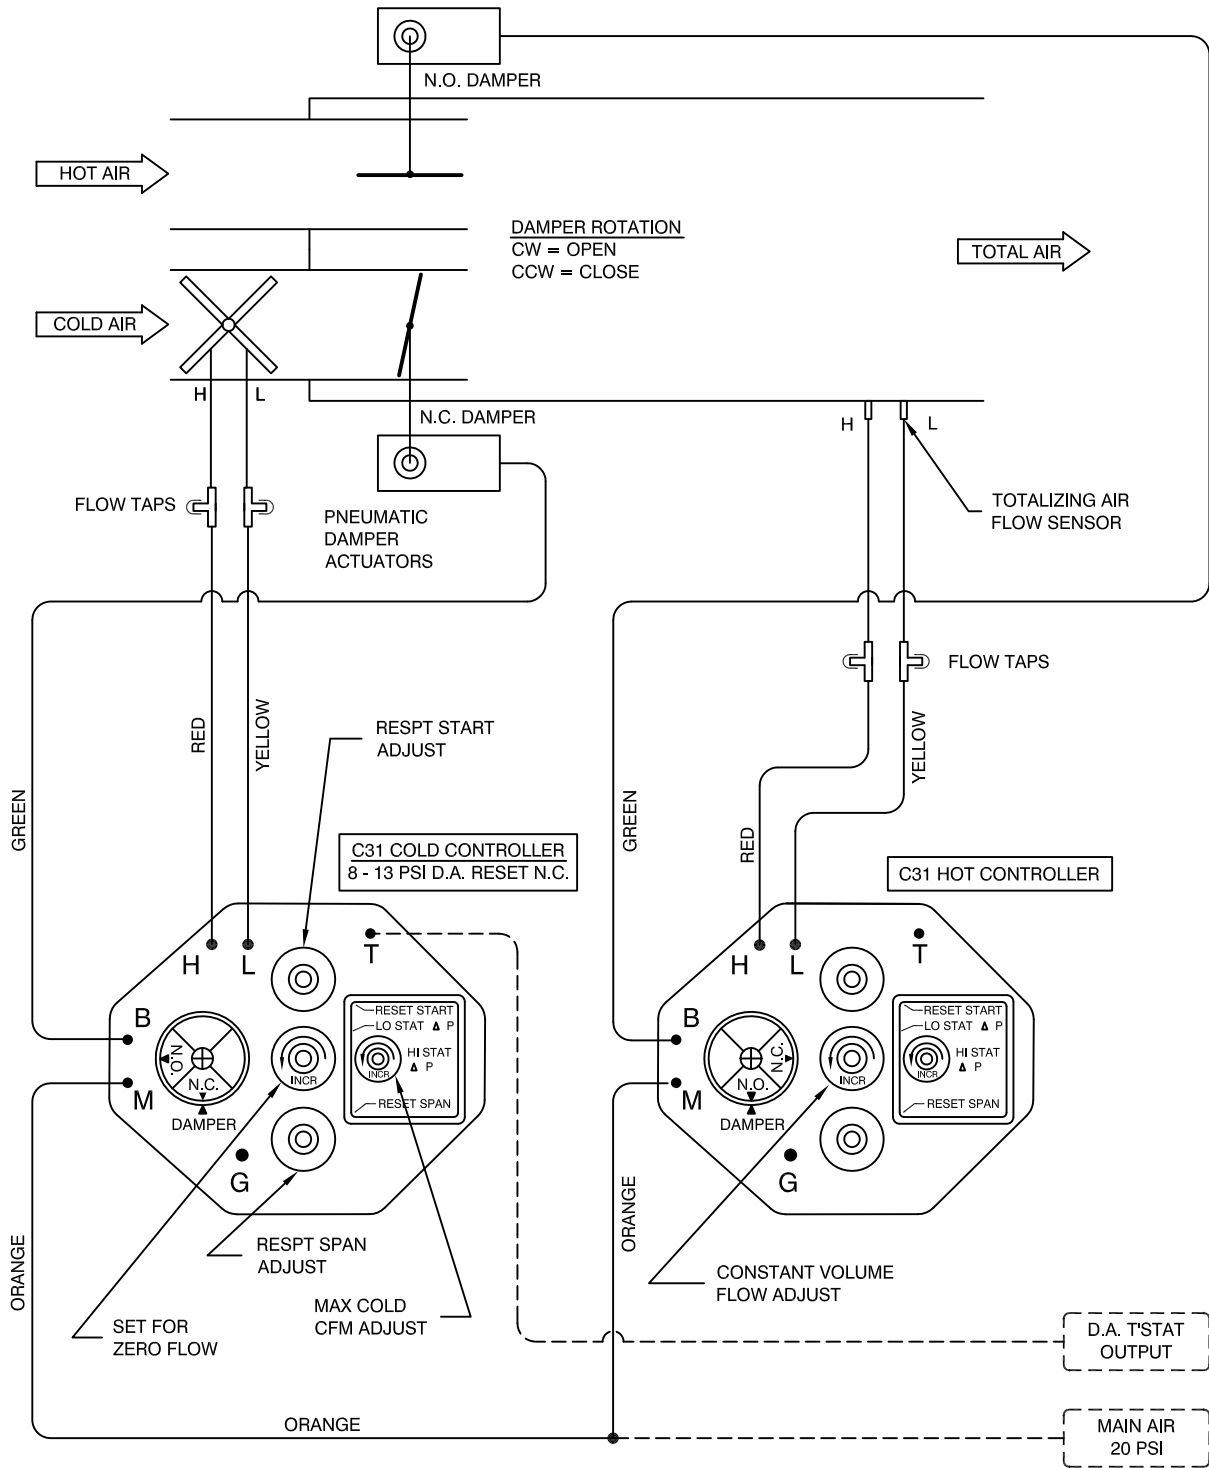 N.O. DAMPER
HOT AIR
DAMPER ROTATION
CW = OPEN
CCW = CLOSE
TOTAL AIR
COLD AIR
H
L
N.C. DAMPER
H
L
FLOW TAPS
PNEUMATIC
DAMPER
ACTUATORS
TOTALIZING AIR
FLOW SENSOR
FLOW TAPS
RED
YELLOW
RESPT START
ADJUST
YELLOW
GREEN
GREEN
RED
C31 COLD CONTROLLER
8 - 13 PSI D.A. RESET N.C.
C31 HOT CONTROLLER
H
L
T
B
M
N.O.
N.C.
DAMPER
INCR
RESET START
LO STAT Δ P
HI STAT
Δ P
INCR
RESET SPAN
G
H
L
T
B
M
N.C.
N.O.
DAMPER
INCR
RESET START
LO STAT Δ P
HI STAT
Δ P
INCR
RESET SPAN
G
ORANGE
ORANGE
RESPT SPAN
ADJUST
CONSTANT VOLUME
FLOW ADJUST
MAX COLD
CFM ADJUST
SET FOR
ZERO FLOW
D.A. T'STAT
OUTPUT
ORANGE
MAIN AIR
20 PSI